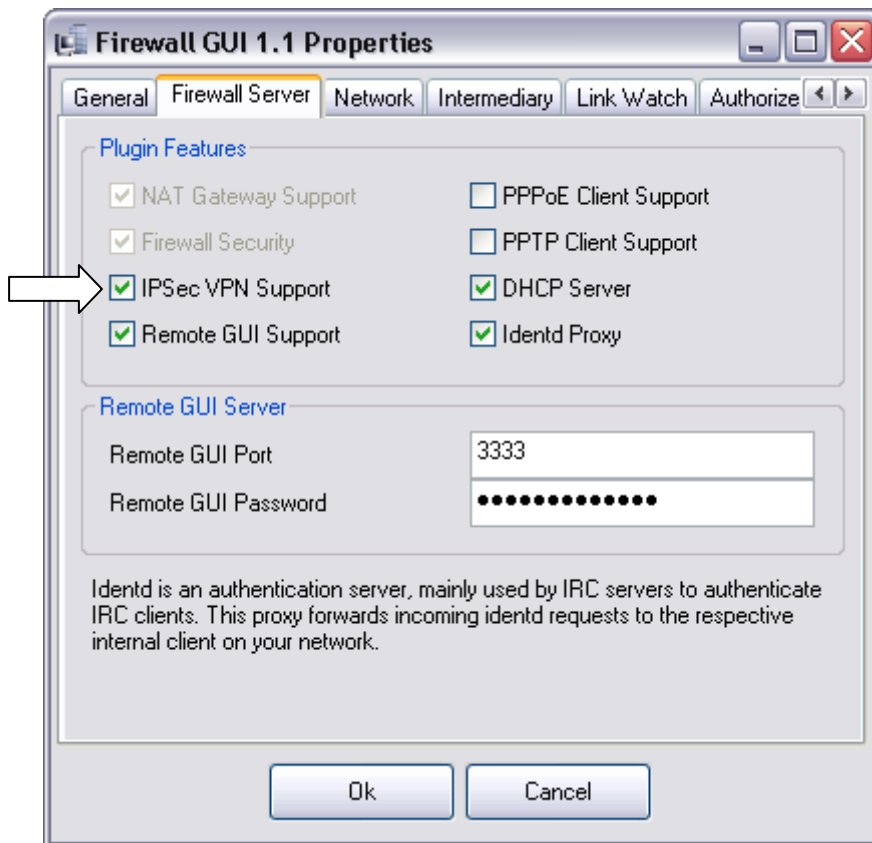 Firewall GUI 1.1 Properties
General Firewall Server Network Intermediary Link Watch Authorize
Plugin Features
NAT Gateway Support PPPoE Client Support
Firewall Security PPTP Client Support
IPSec VPN Support DHCP Server
Remote GUI Support Identd Proxy
Remote GUI Server
Remote GUI Port 3333
Remote GUI Password •••••••••••••
Identd is an authentication server, mainly used by IRC servers to authenticate
IRC clients. This proxy forwards incoming identd requests to the respective
internal client on your network.
Ok Cancel